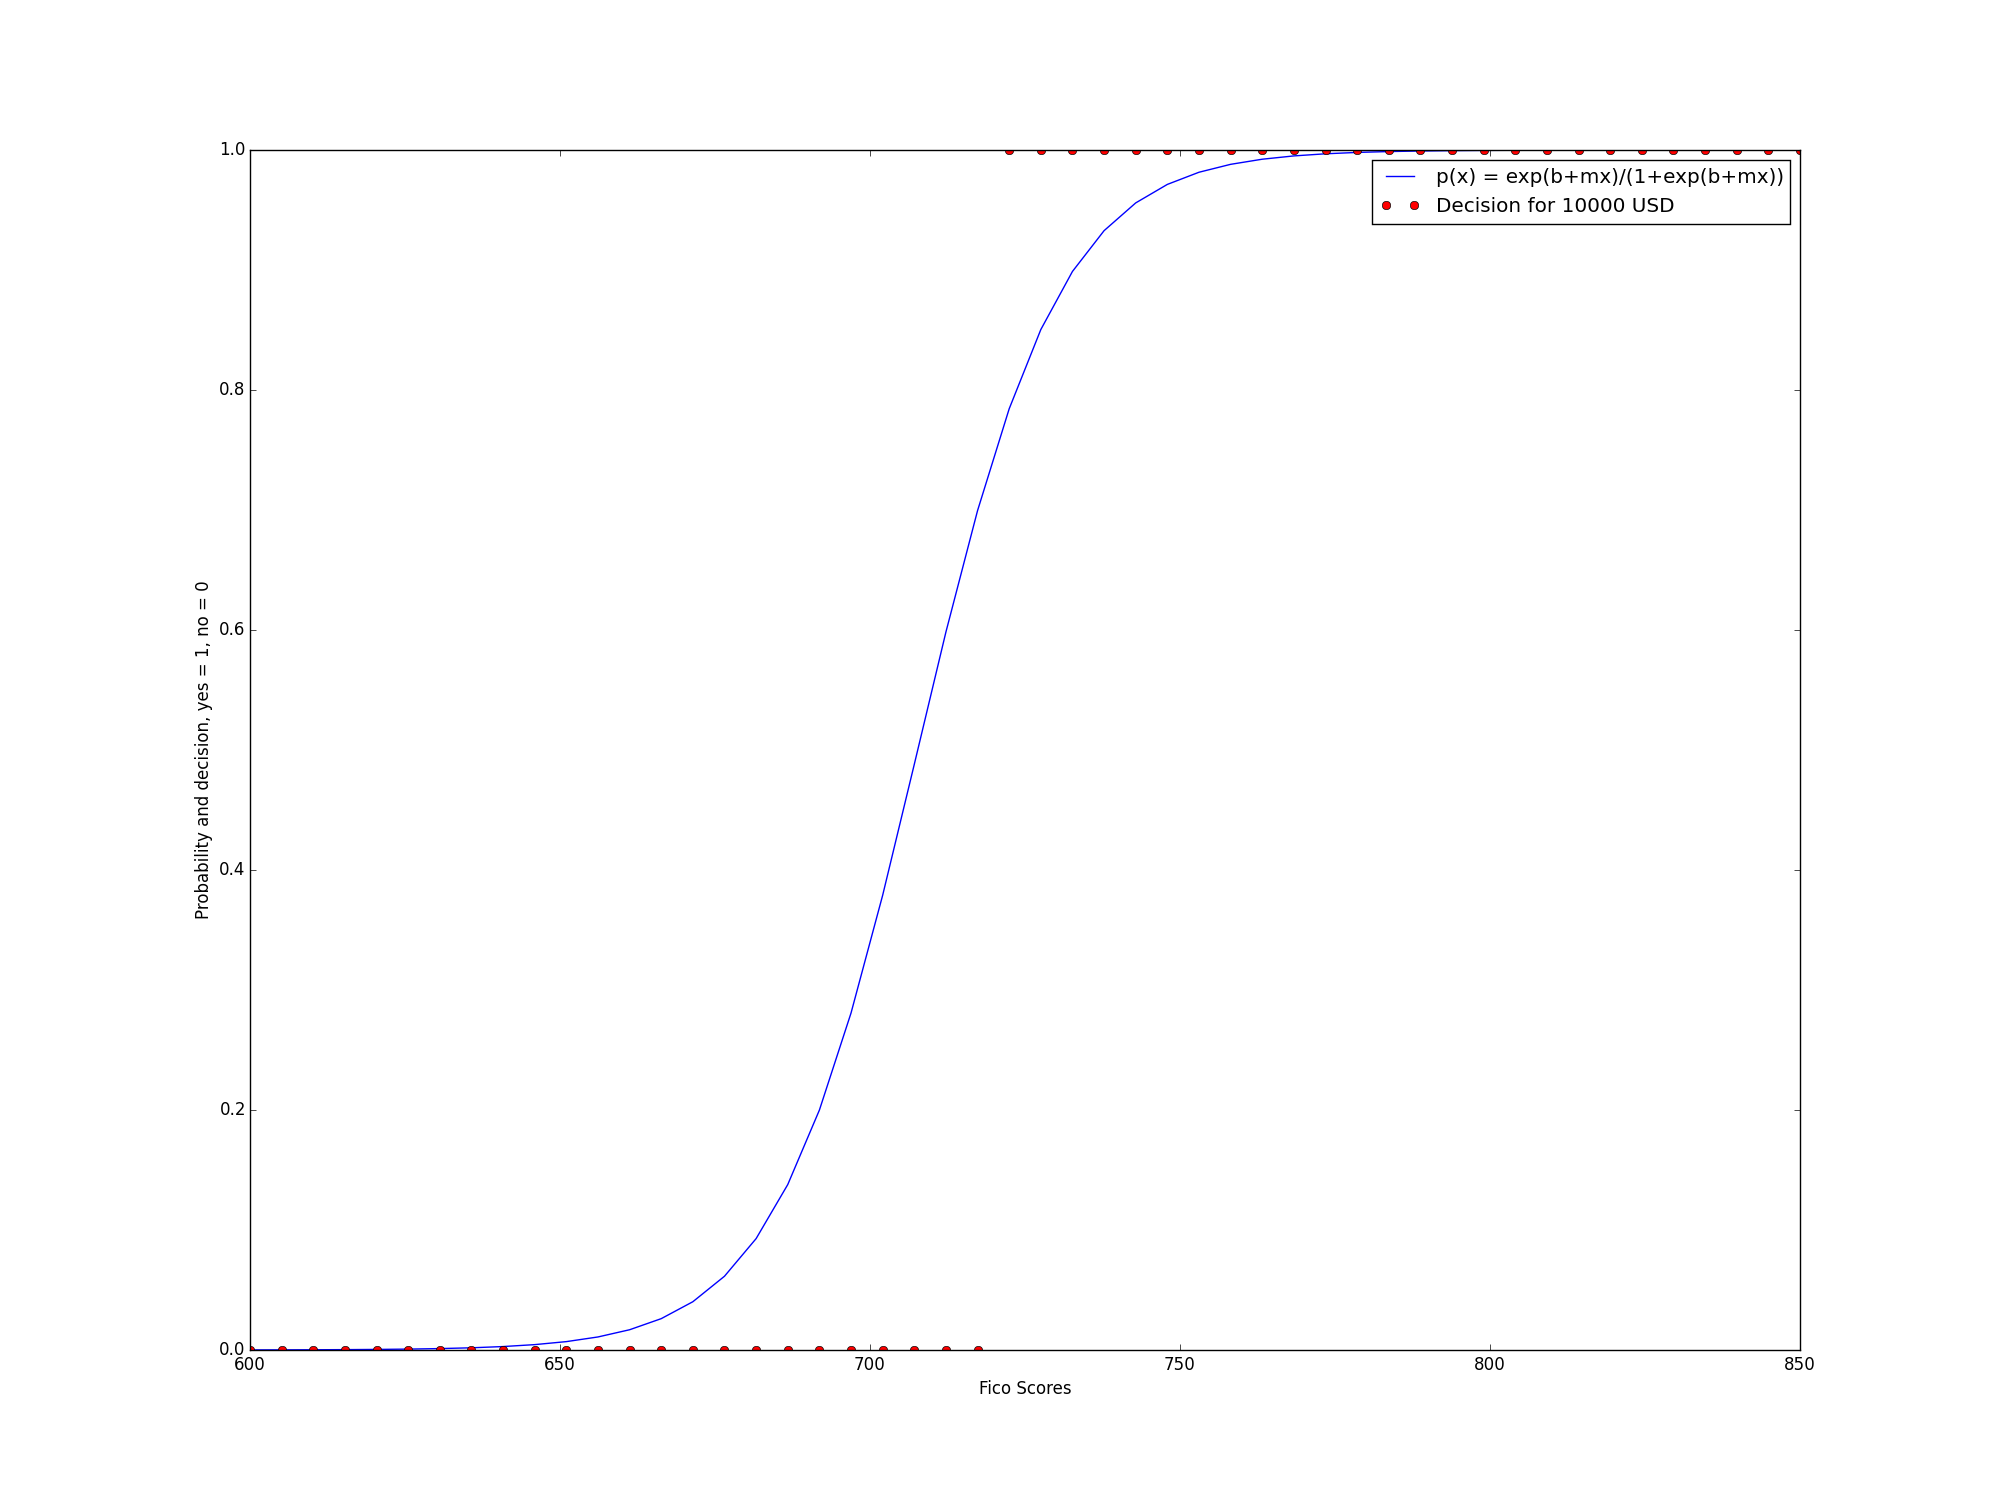 1.0
p(x) = exp(b+mx)/(1+exp(b+mx))
Decision for 10000 USD
0.8
0.6
Probability and decision, yes = 1, no = 0
0.4
0.2
0.0
600 650 700 750 800 850
Fico Scores